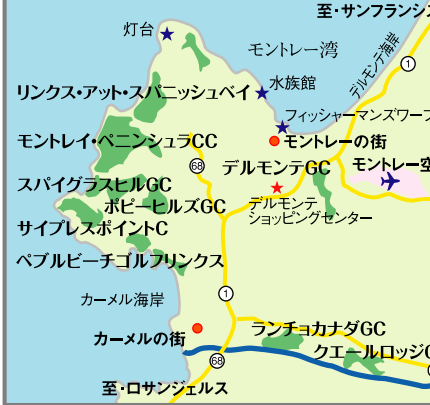 至・サンフランシス
灯台
モントレー湾
デルモンテ海岸
1
水族館
リンクス・アット・スパニッシュベイ
フィッシャーマンズワーフ
モントレイ・ペニンシュラCC
モントレーの街
68
デルモンテGC
モントレー空
スパイグラスヒルGC
ポピーヒルズGC
デルモンテ
ショッピングセンター
サイプレスポイントC
ペブルビーチゴルフリンクス
カーメル海岸
1
ランチョカナダGC
カーメルの街
クエールロッジG
68
至・ロサンジェルス